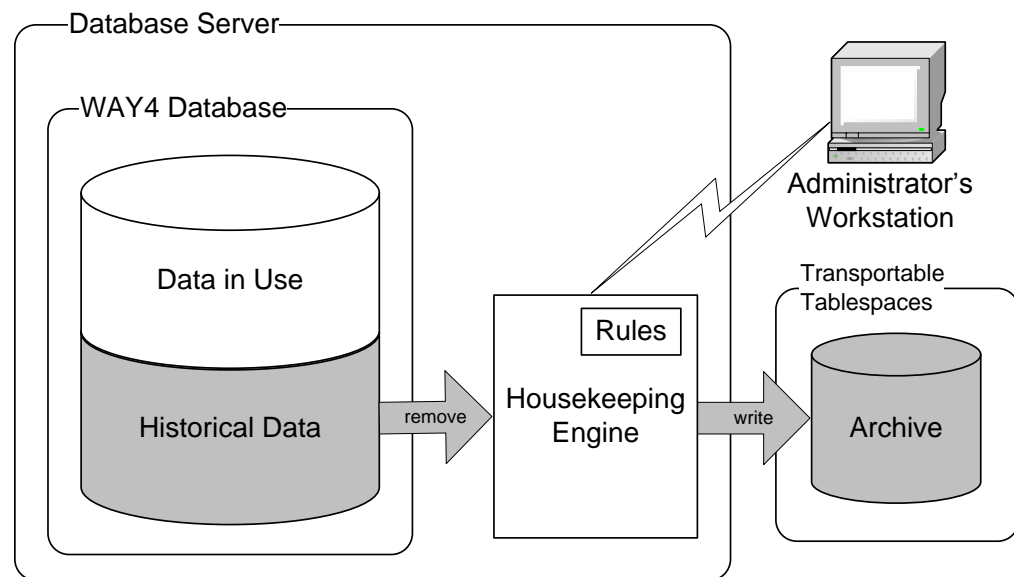 Database Server
WAY4 Database
Data in Use
Historical Data
remove
Rules
Housekeeping
Engine
write
Administrator's
Workstation
Transportable
Tablespaces
Archive